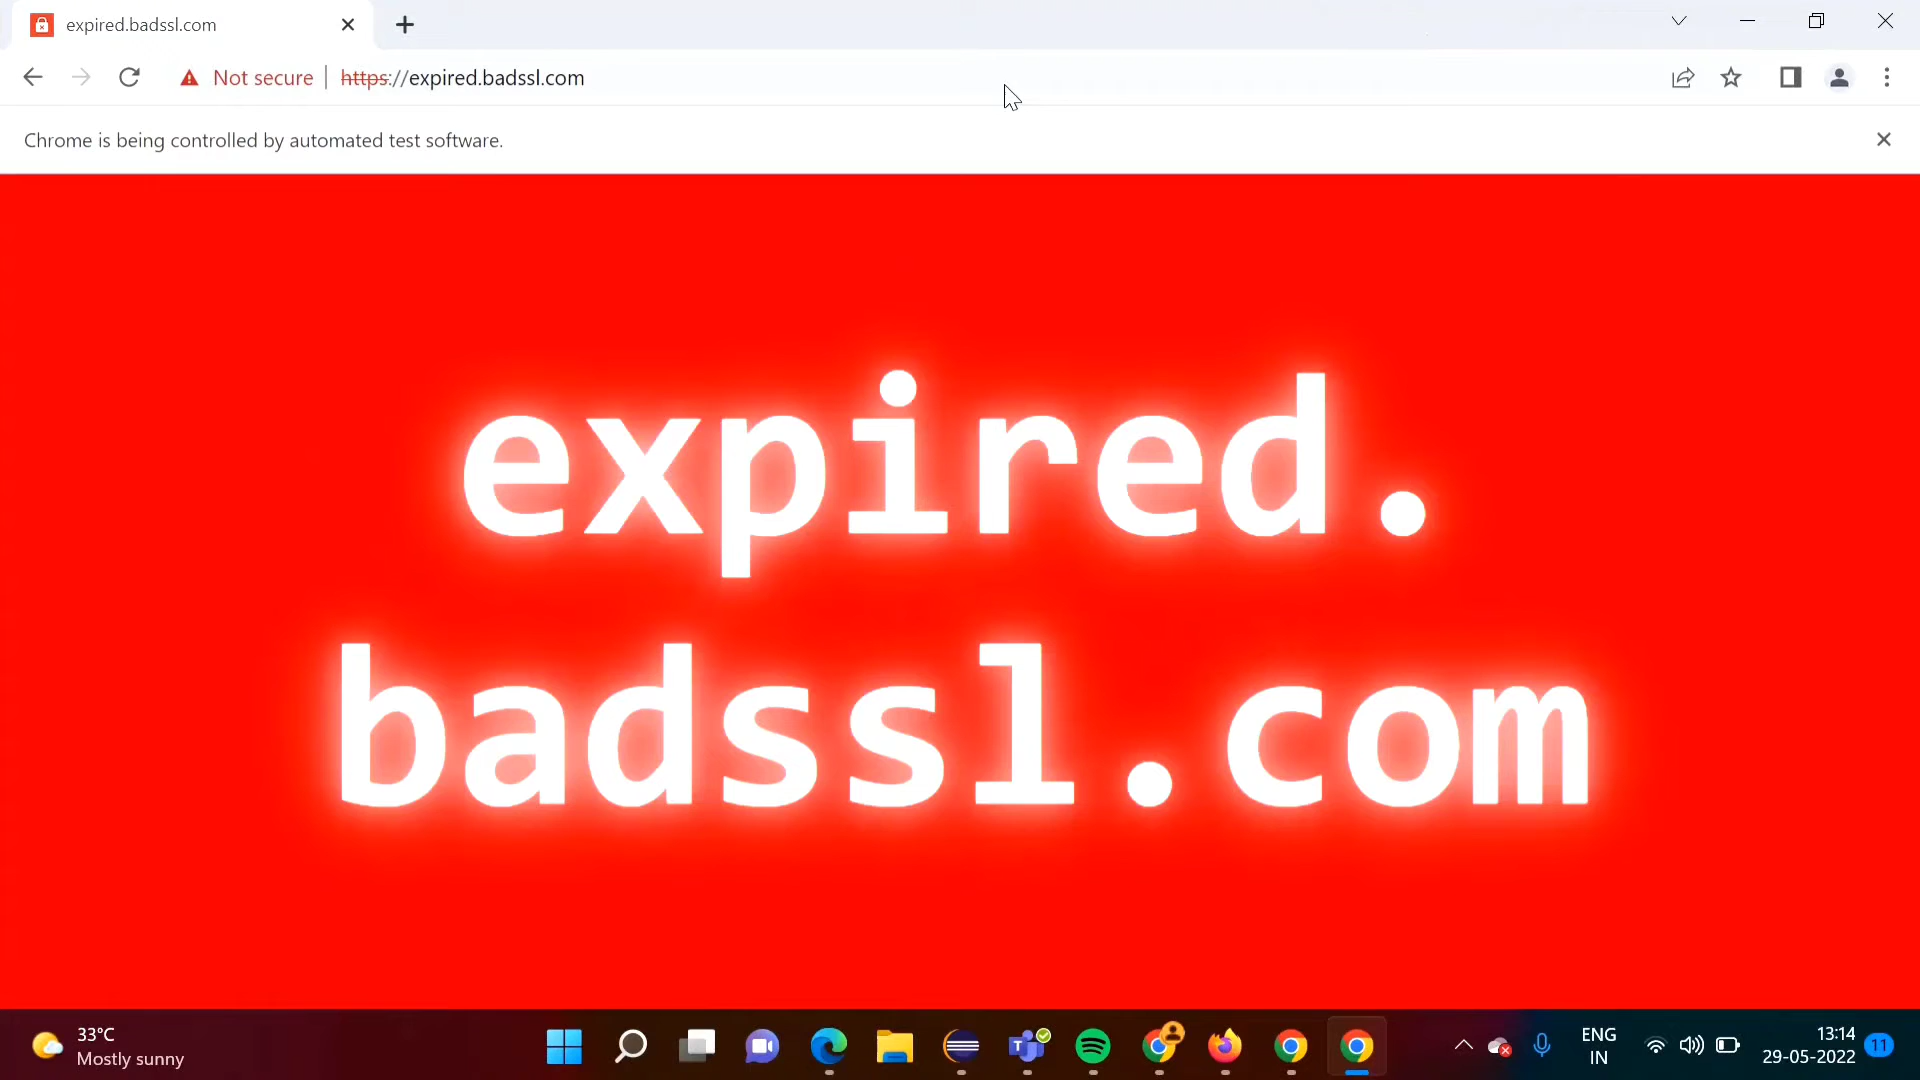 expired.badssl.com
Not secure https://expired.badssl.com
Chrome is being controlled by automated test software.
expired.
badssl.com
33°C
Mostly sunny
ENG
IN
13:14
29-05-2022
11